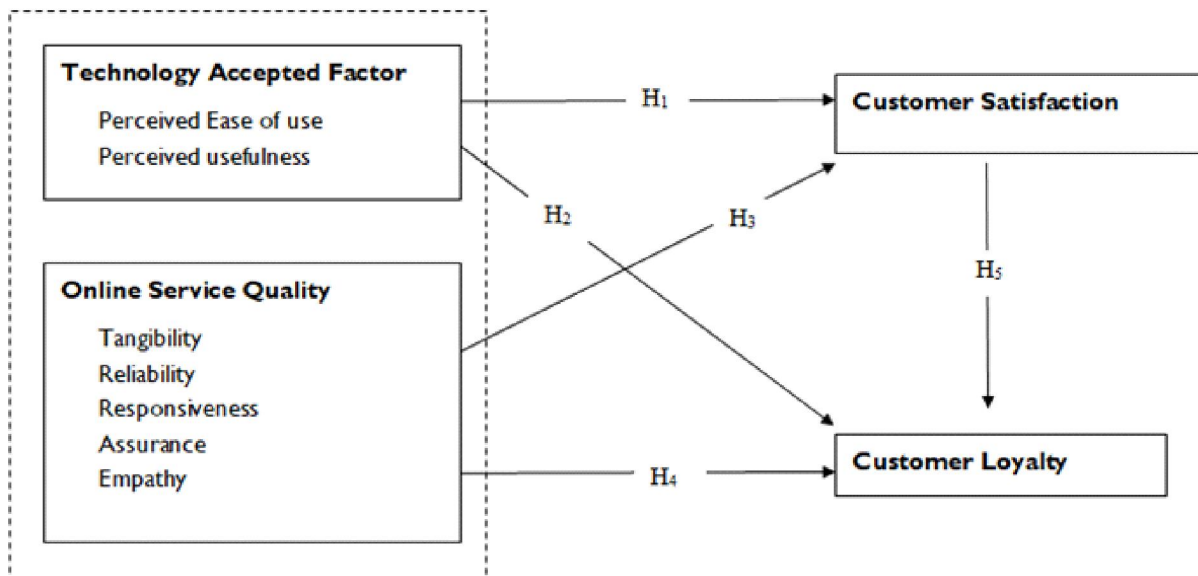 Technology Accepted Factor
Perceived Ease of use
Perceived usefulness
Online Service Quality
Tangibility
Reliability
Responsiveness
Assurance
Empathy
H₁
H₂
H₃
H₄
H₅
Customer Satisfaction
Customer Loyalty